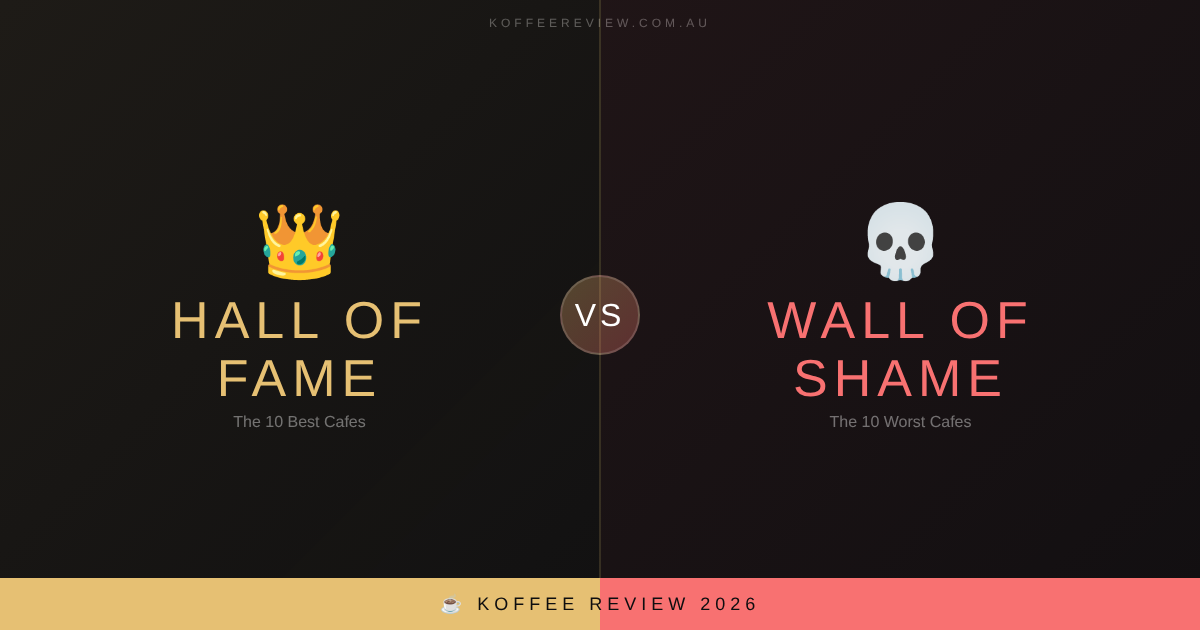 KOFFEEREVIEW.COM.AU
HALL OF
FAME
The 10 Best Cafes
VS
WALL OF
SHAME
The 10 Worst Cafes
☕ KOFFEE REVIEW 2026